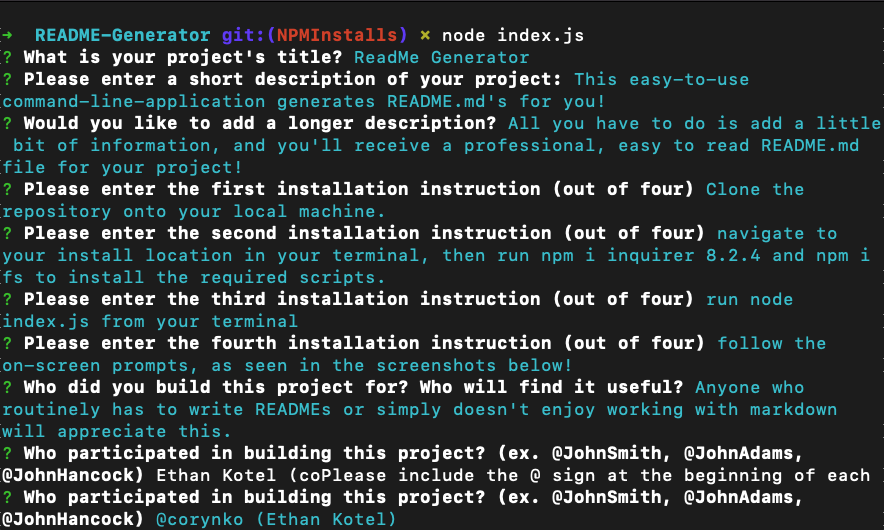 → README-Generator git:(NPMInstalls) × node index.js
? What is your project's title? ReadMe Generator
? Please enter a short description of your project: This easy-to-use
command-line-application generates README.md's for you!
? Would you like to add a longer description? All you have to do is add a little
bit of information, and you'll receive a professional, easy to read README.md
file for your project!
? Please enter the first installation instruction (out of four) Clone the
repository onto your local machine.
? Please enter the second installation instruction (out of four) navigate to
your install location in your terminal, then run npm i inquirer 8.2.4 and npm i
fs to install the required scripts.
? Please enter the third installation instruction (out of four) run node
index.js from your terminal
? Please enter the fourth installation instruction (out of four) follow the
on-screen prompts, as seen in the screenshots below!
? Who did you build this project for? Who will find it useful? Anyone who
routinely has to write READMEs or simply doesn't enjoy working with markdown
will appreciate this.
? Who participated in building this project? (ex. @JohnSmith, @JohnAdams,
@JohnHancock) Ethan Kotel (coPlease include the @ sign at the beginning of each
? Who participated in building this project? (ex. @JohnSmith, @JohnAdams,
@JohnHancock) @corynko (Ethan Kotel)